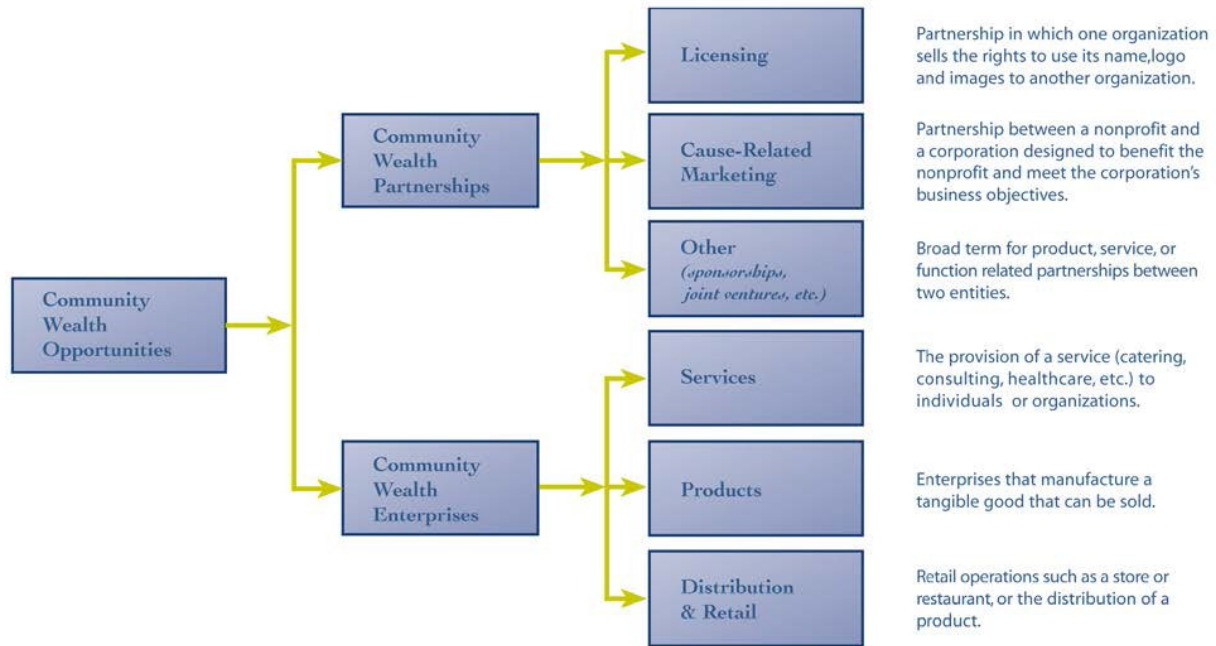 Community
Wealth
Opportunities
Community
Wealth
Partnerships
Licensing
Partnership in which one organization
sells the rights to use its name,logo
and images to another organization.
Cause-Related
Marketing
Partnership between a nonprofit and
a corporation designed to benefit the
nonprofit and meet the corporation's
business objectives.
Other
(sponsorships,
joint ventures, etc.)
Broad term for product, service, or
function related partnerships between
two entities.
Community
Wealth
Enterprises
Services
The provision of a service (catering,
consulting, healthcare, etc.) to
individuals or organizations.
Products
Enterprises that manufacture a
tangible good that can be sold.
Distribution
& Retail
Retail operations such as a store or
restaurant, or the distribution of a
product.